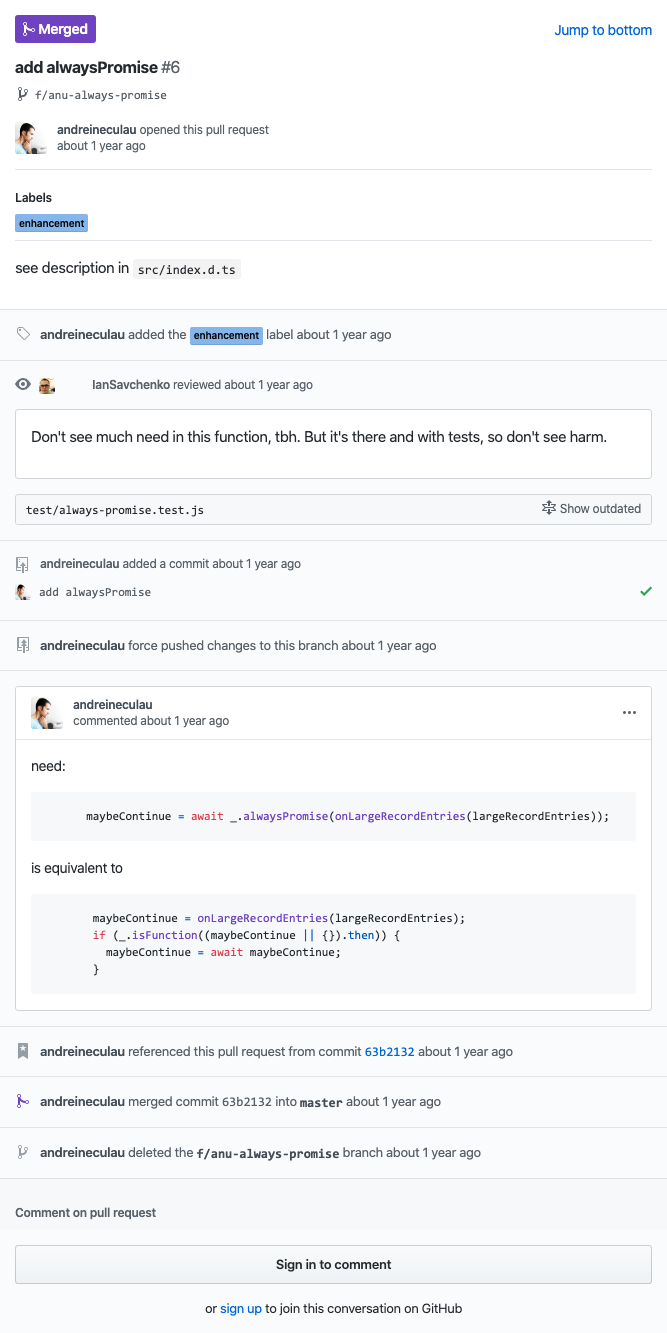 Merged
Jump to bottom
add alwaysPromise #6
f/anu-always-promise
andreineculau opened this pull request
about 1 year ago
Labels
enhancement
see description in src/index.d.ts
andreineculau added the enhancement label about 1 year ago
IanSavchenko reviewed about 1 year ago
Don't see much need in this function, tbh. But it's there and with tests, so don't see harm.
test/always-promise.test.js Show outdated
andreineculau added a commit about 1 year ago
add alwaysPromise
andreineculau force pushed changes to this branch about 1 year ago
andreineculau
commented about 1 year ago
need:
maybeContinue = await _.alwaysPromise(onLargeRecordEntries(largeRecordEntries));
is equivalent to
maybeContinue = onLargeRecordEntries(largeRecordEntries);
if (_.isFunction((maybeContinue || {}).then)) {
maybeContinue = await maybeContinue;
}
andreineculau referenced this pull request from commit 63b2132 about 1 year ago
andreineculau merged commit 63b2132 into master about 1 year ago
andreineculau deleted the f/anu-always-promise branch about 1 year ago
Comment on pull request
Sign in to comment
or sign up to join this conversation on GitHub